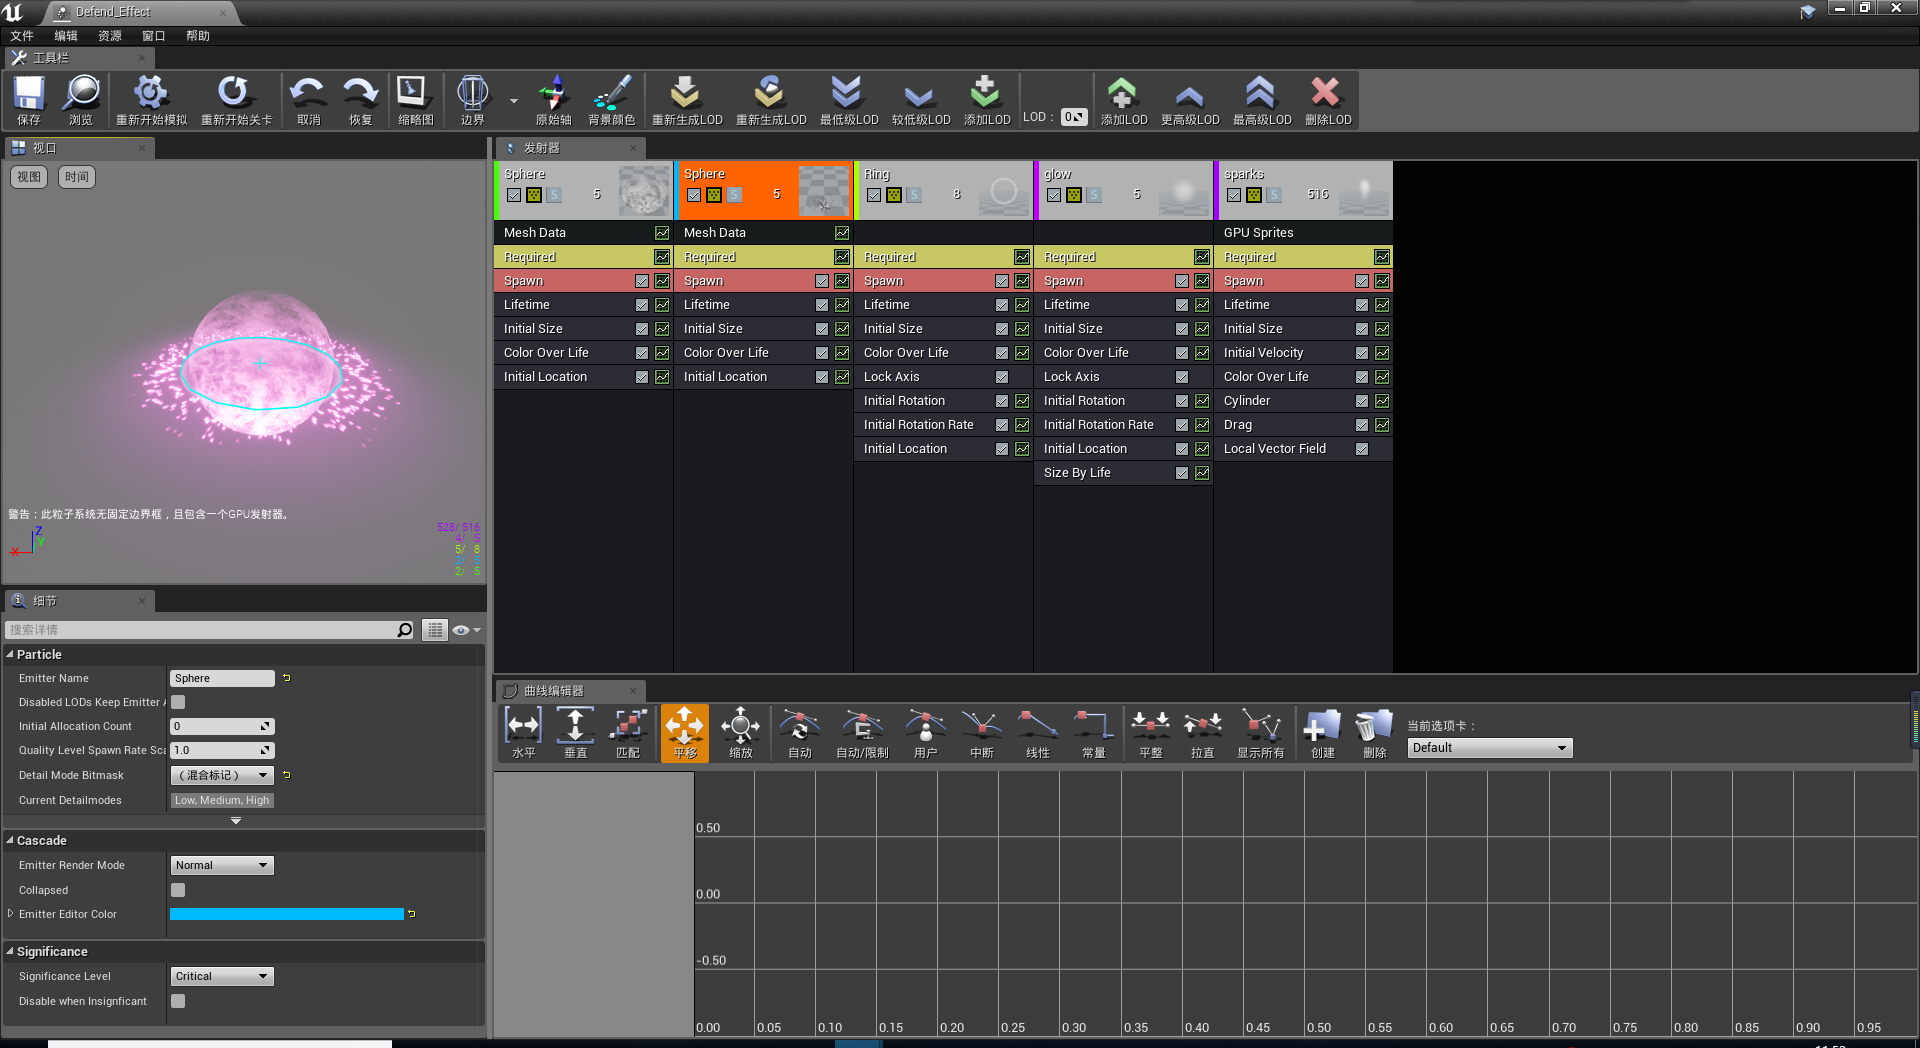 Defend_Effect
文件 编辑 资源 窗口 帮助
工具栏
保存 浏览 重新开始模拟 重新开始关卡 取消 恢复 缩略图 边界 原始轴 背景颜色 重新生成LOD 重新生成LOD 最低级LOD 较低级LOD 添加LOD LOD： 0 添加LOD 更高级LOD 最高级LOD 删除LOD
视口
视图 时间
警告：此粒子系统无固定边界框，且包含一个GPU发射器。
Z
Y
X
528/ 516
4/ 5
5/ 8
2/ 5
发射器
Sphere Sphere Ring glow sparks
S 5 S 5 S 8 S 5 S 516
Mesh Data Mesh Data GPU Sprites
Required Required Required Required Required
Spawn Spawn Spawn Spawn Spawn
Lifetime Lifetime Lifetime Lifetime Lifetime
Initial Size Initial Size Initial Size Initial Size Initial Size
Color Over Life Color Over Life Color Over Life Color Over Life Initial Velocity
Initial Location Initial Location Lock Axis Lock Axis Color Over Life
Initial Rotation Initial Rotation Cylinder
Initial Rotation Rate Initial Rotation Rate Drag
Initial Location Initial Location Local Vector Field
Size By Life
细节
搜索详情
Particle
Emitter Name Sphere
Disabled LODs Keep Emitter
Initial Allocation Count 0
Quality Level Spawn Rate Sca 1.0
Detail Mode Bitmask （混合标记）
Current Detailmodes Low, Medium, High
Cascade
Emitter Render Mode Normal
Collapsed
Emitter Editor Color
Significance
Significance Level Critical
Disable when Insignficant
曲线编辑器
水平 垂直 匹配 平移 缩放 自动 自动/限制 用户 中断 线性 常量 平整 拉直 显示所有 创建 删除
当前选项卡：
Default
0.50
0.00
-0.50
0.00 0.05 0.10 0.15 0.20 0.25 0.30 0.35 0.40 0.45 0.50 0.55 0.60 0.65 0.70 0.75 0.80 0.85 0.90 0.95